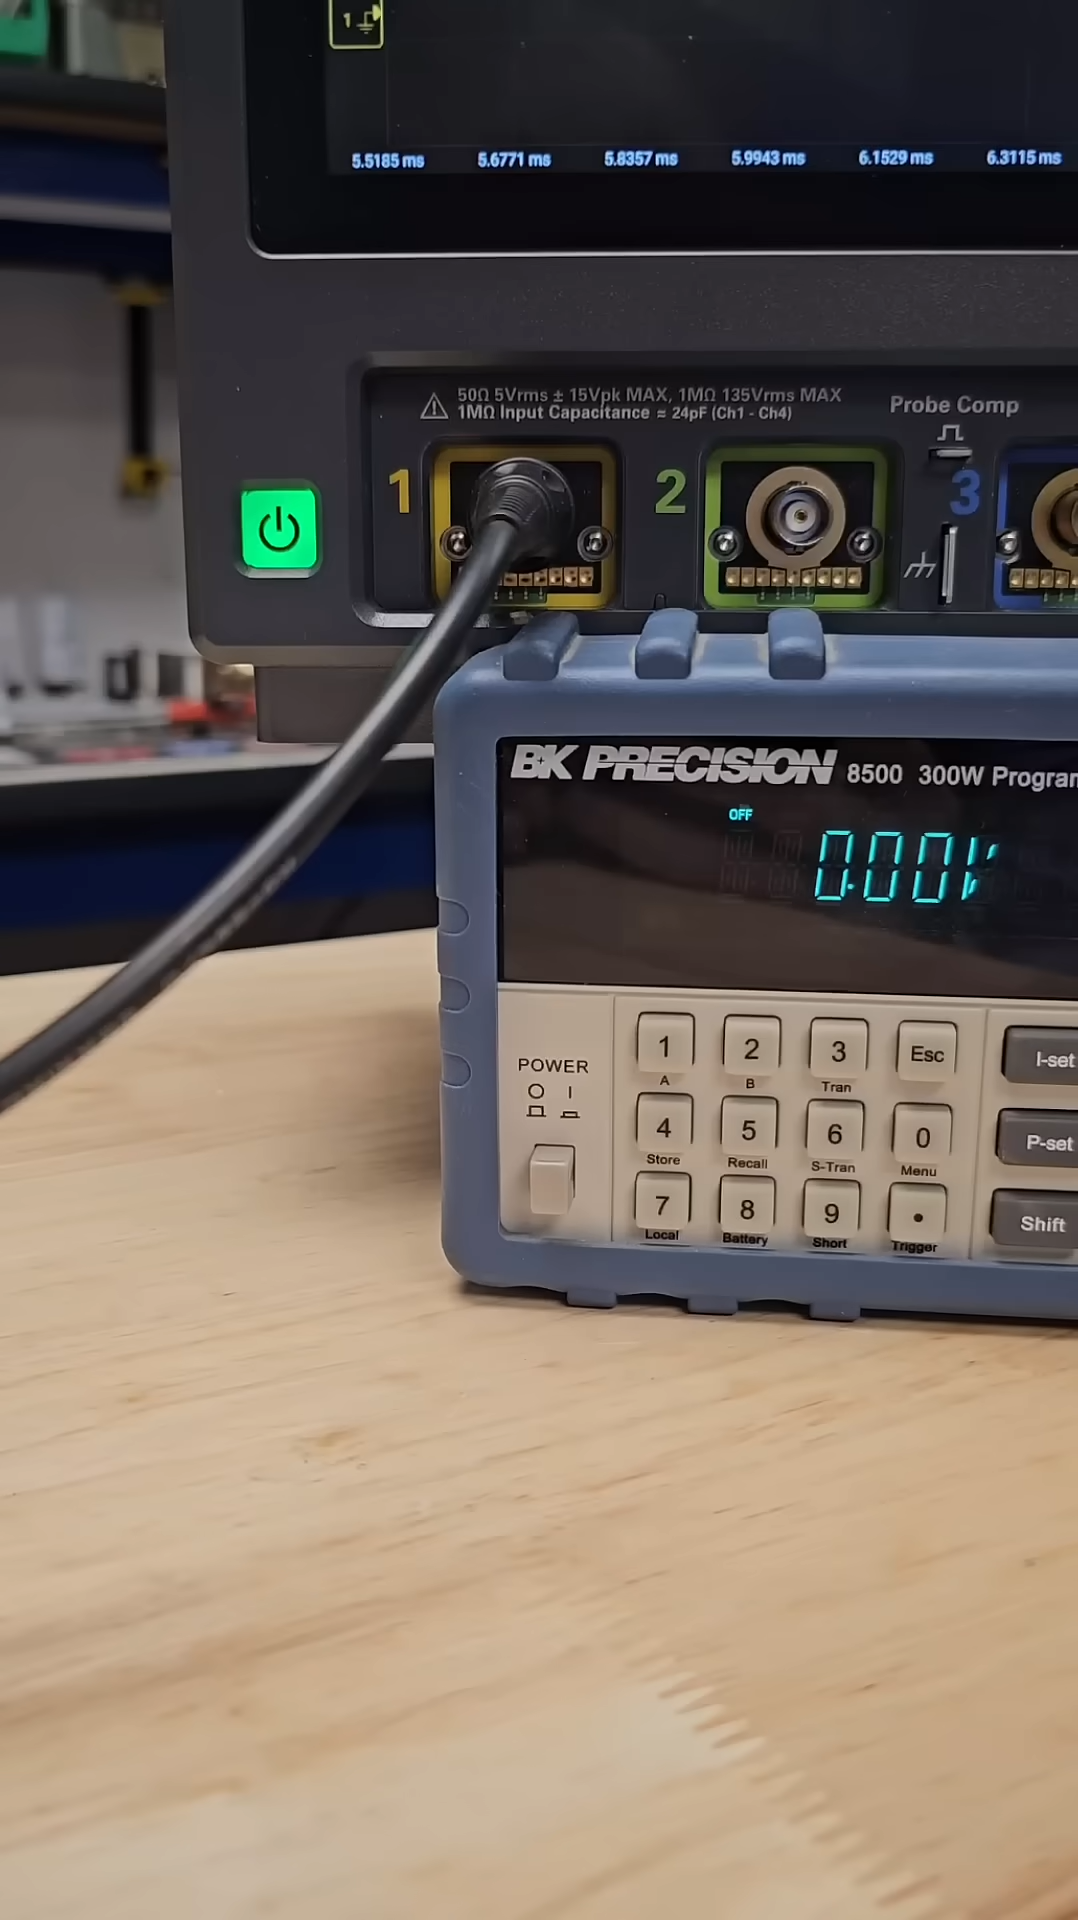 1
5.5185 ms 5.6771 ms 5.8357 ms 5.9943 ms 6.1529 ms 6.3115 ms
50Ω 5Vrms ± 15Vpk MAX, 1MΩ 135Vrms MAX
1MΩ Input Capacitance ≈ 24pF (Ch1 - Ch4)
Probe Comp
1 2 3
BK PRECISION 8500 300W Program
OFF
0.00V
POWER
1 2 3 Esc I-set
A B Tran
4 5 6 0 P-set
Store Recall S-Tran Menu
7 8 9 . Shift
Local Battery Short Trigger